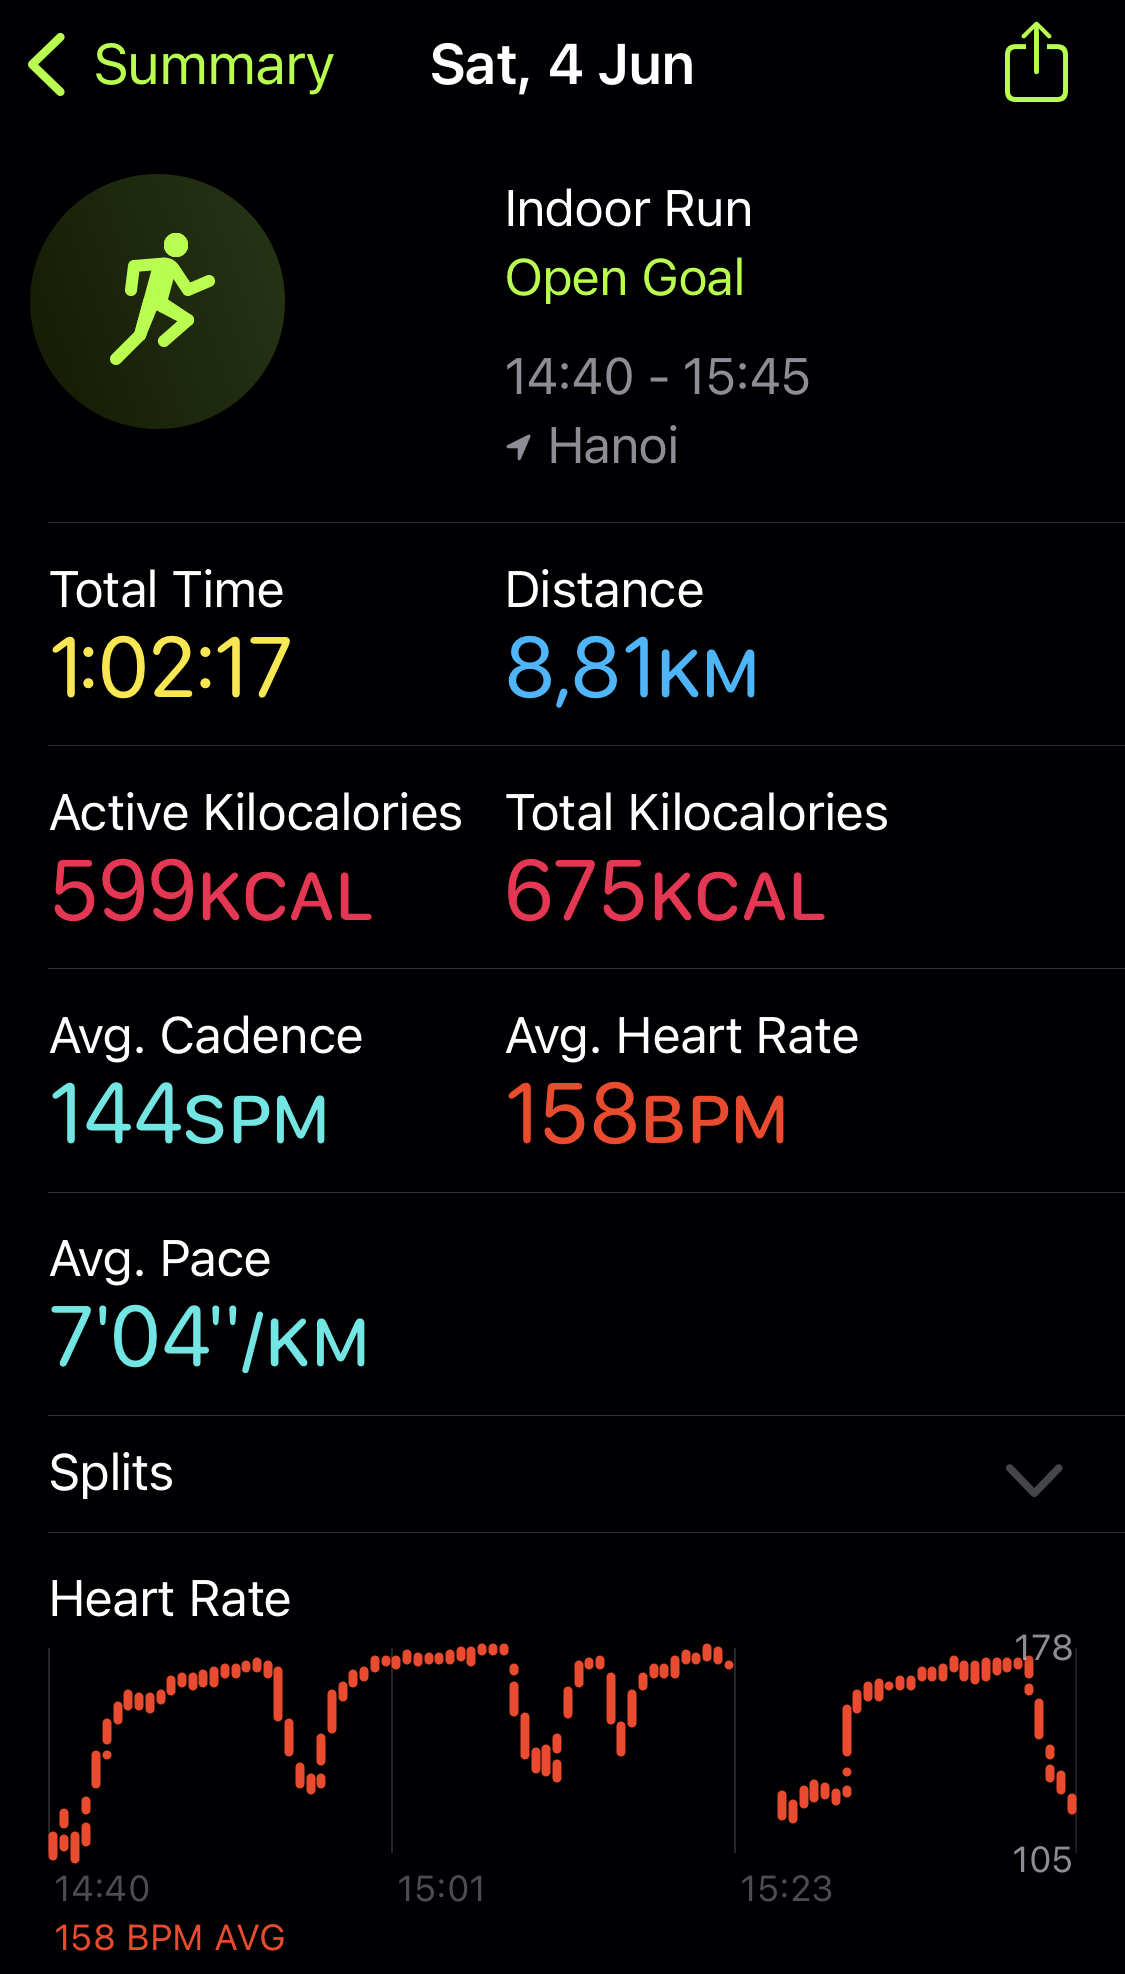 Summary
Sat, 4 Jun
Indoor Run
Open Goal
14:40 - 15:45
Hanoi
Total Time
Distance
1:02:17
8,81KM
Active Kilocalories
Total Kilocalories
599KCAL
675KCAL
Avg. Cadence
Avg. Heart Rate
144SPM
158BPM
Avg. Pace
7'04''/KM
Splits
Heart Rate
178
105
14:40
15:01
15:23
158 BPM AVG